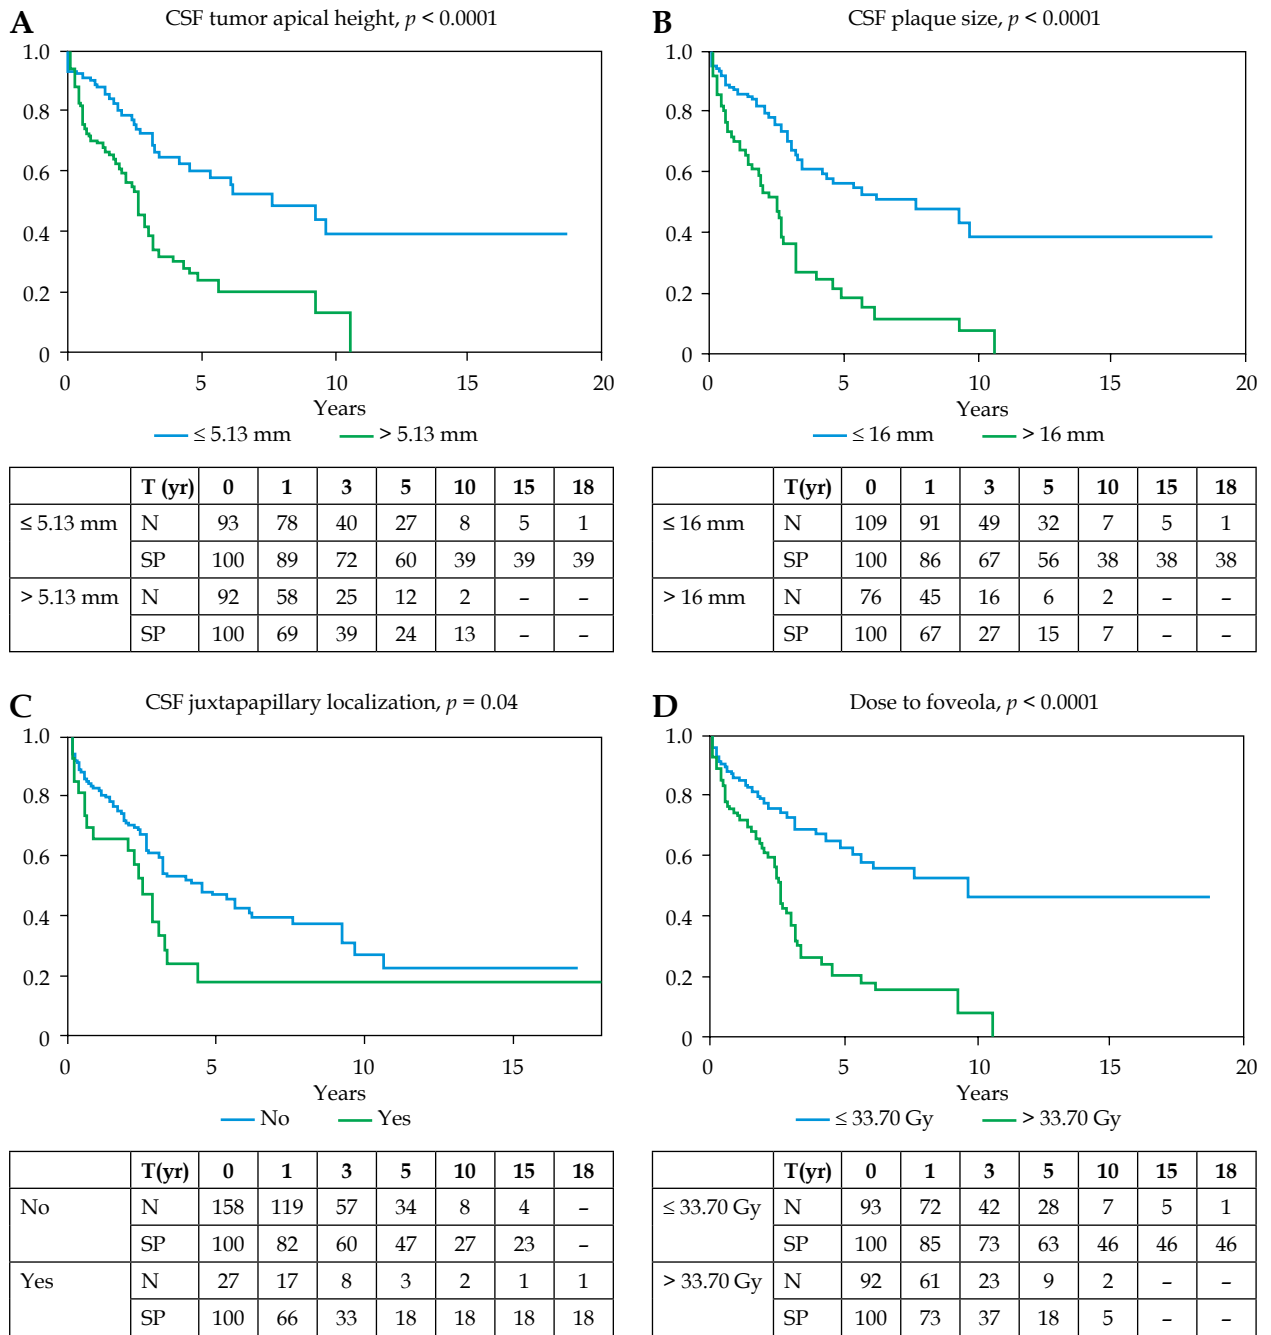 A CSF tumor apical height, p < 0.0001
1.0
0.8
0.6
0.4
0.2
0
0 5 10 15 20
Years
≤ 5.13 mm > 5.13 mm
T (yr) 0 1 3 5 10 15 18
≤ 5.13 mm N 93 78 40 27 8 5 1
SP 100 89 72 60 39 39 39
> 5.13 mm N 92 58 25 12 2 – –
SP 100 69 39 24 13 – –
B CSF plaque size, p < 0.0001
1.0
0.8
0.6
0.4
0.2
0
0 5 10 15 20
Years
≤ 16 mm > 16 mm
T(yr) 0 1 3 5 10 15 18
≤ 16 mm N 109 91 49 32 7 5 1
SP 100 86 67 56 38 38 38
> 16 mm N 76 45 16 6 2 – –
SP 100 67 27 15 7 – –
C CSF juxtapapillary localization, p = 0.04
1.0
0.8
0.6
0.4
0.2
0
0 5 10 15
Years
No Yes
T(yr) 0 1 3 5 10 15 18
No N 158 119 57 34 8 4 –
SP 100 82 60 47 27 23 –
Yes N 27 17 8 3 2 1 1
SP 100 66 33 18 18 18 18
D Dose to foveola, p < 0.0001
1.0
0.8
0.6
0.4
0.2
0
0 5 10 15 20
Years
≤ 33.70 Gy > 33.70 Gy
T(yr) 0 1 3 5 10 15 18
≤ 33.70 Gy N 93 72 42 28 7 5 1
SP 100 85 73 63 46 46 46
> 33.70 Gy N 92 61 23 9 2 – –
SP 100 73 37 18 5 – –